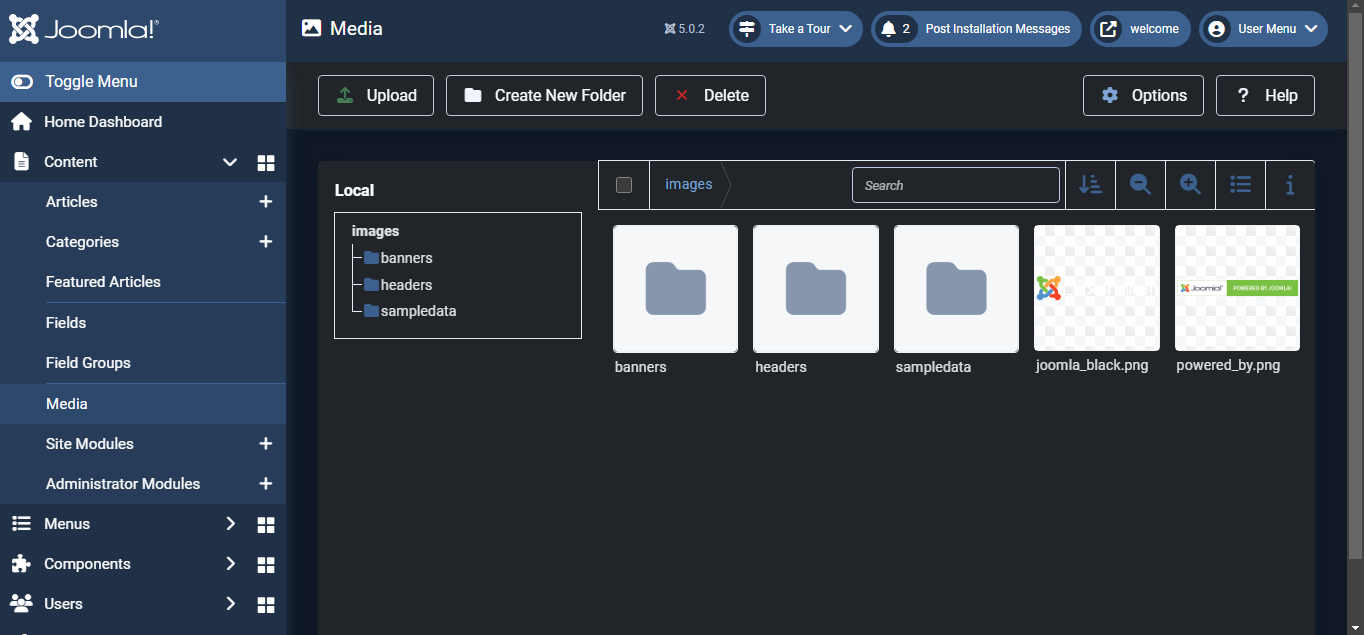 Joomla!
Media
5.0.2
Take a Tour
2
Post Installation Messages
welcome
User Menu
Toggle Menu
Home Dashboard
Content
Articles
Categories
Featured Articles
Fields
Field Groups
Media
Site Modules
Administrator Modules
Menus
Components
Users
Upload
Create New Folder
Delete
Options
? Help
Local
images
banners
headers
sampledata
images
Search
banners
headers
sampledata
joomla_black.png
Joomla!
POWERED BY JOOMLA!
powered_by.png